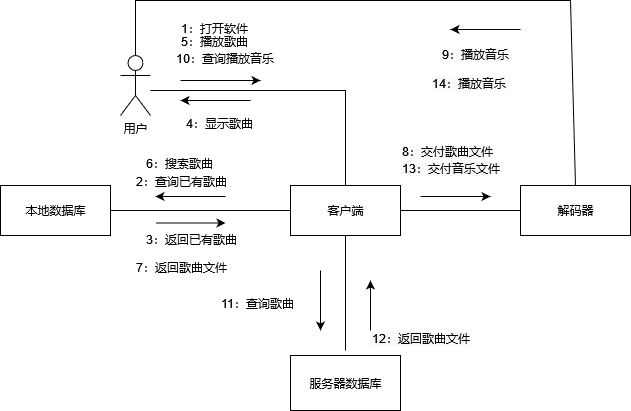 1：打开软件
5：播放歌曲
10：查询播放音乐
9：播放音乐
14：播放音乐
用户
4：显示歌曲
6：搜索歌曲
2：查询已有歌曲
8：交付歌曲文件
13：交付音乐文件
本地数据库
客户端
解码器
3：返回已有歌曲
7：返回歌曲文件
11：查询歌曲
12：返回歌曲文件
服务器数据库